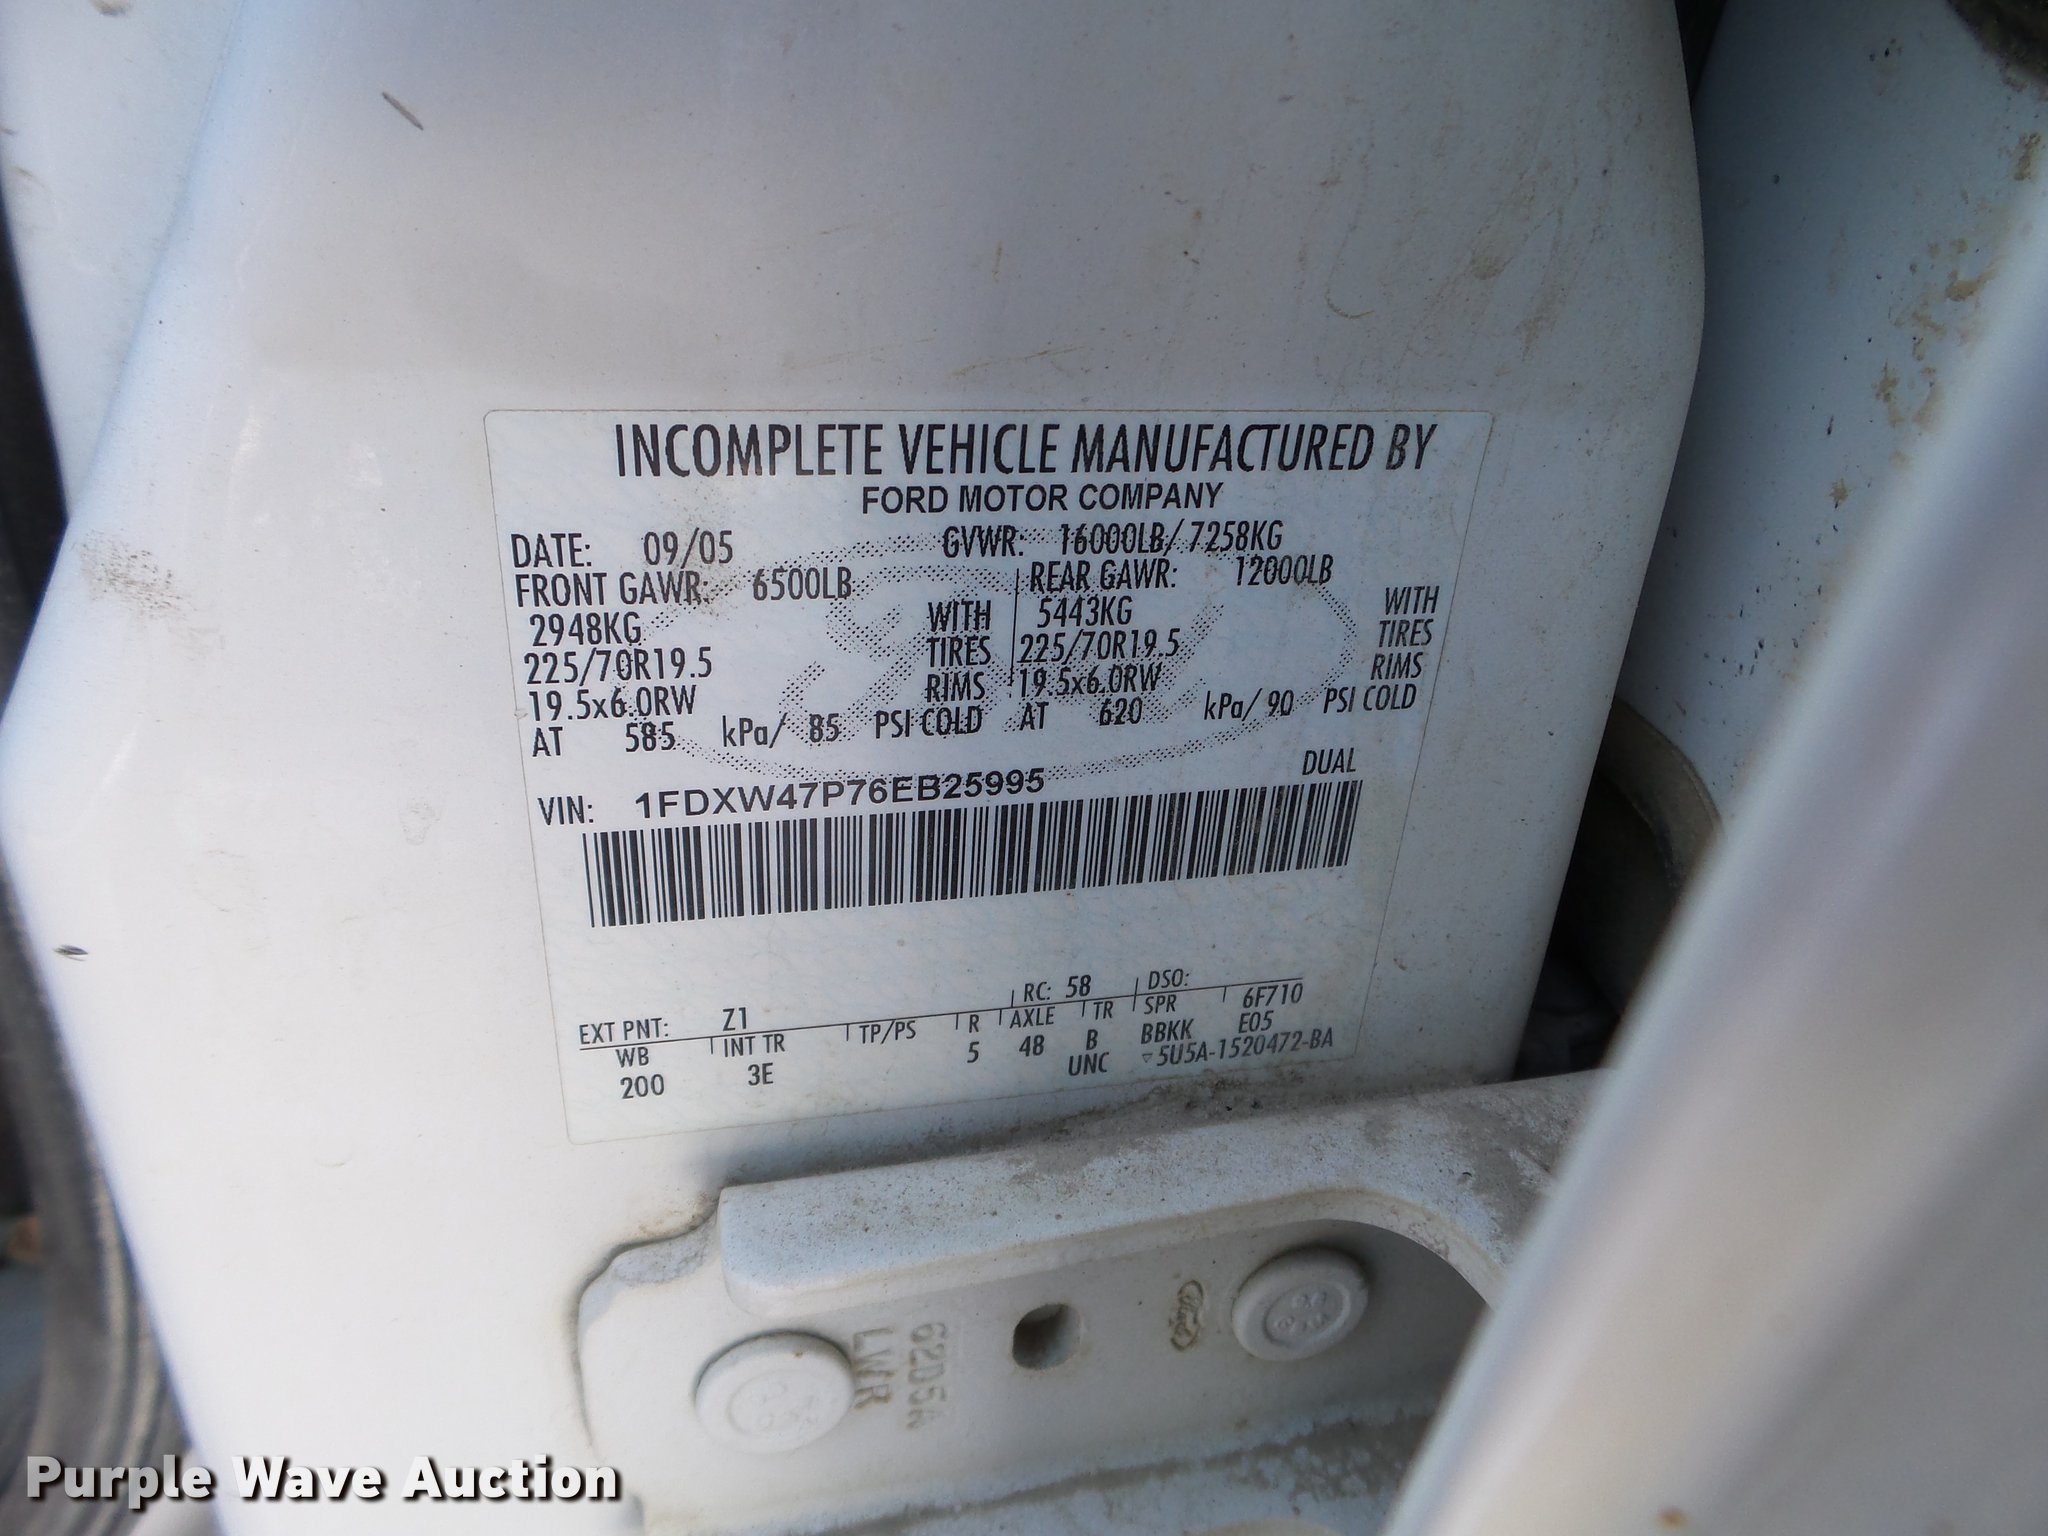 INCOMPLETE VEHICLE MANUFACTURED BY
FORD MOTOR COMPANY
DATE: 09/05 GVWR: 16000LB/ 7258KG
FRONT GAWR: 6500LB REAR GAWR: 12000LB
2948KG WITH 5443KG WITH
225/70R19.5 TIRES 225/70R19.5 TIRES
19.5x6.0RW RIMS 19.5x6.0RW RIMS
AT 585 kPa/ 85 PSI COLD AT 620 kPa/ 90 PSI COLD
DUAL
VIN: 1FDXW47P76EB25995
EXT PNT: Z1 RC: 58 DSO:
WB INT TR TP/PS R AXLE TR SPR 6F710
200 3E 5 48 B BBKK E05
UNC ▽5U5A-1520472-BA
62D5A
LWR
Ford
Purple Wave Auction